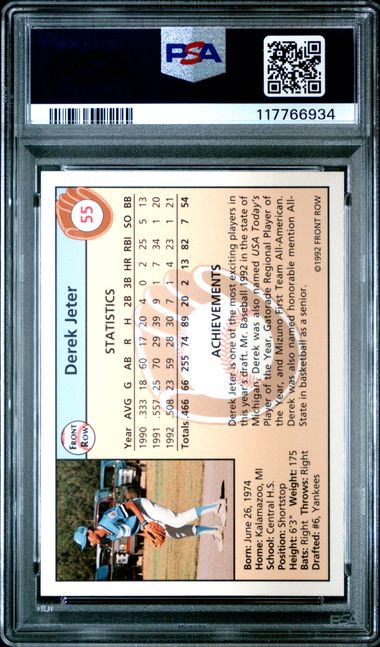 PSA
117766934
FRONT ROW
Derek Jeter
55
STATISTICS
Year AVG G AB R H 2B 3B HR RBI SO BB
1990 .333 18 60 17 20 4 0 2 25 5 13
1991 .557 25 70 29 39 9 1 7 34 1 20
1992 .508 23 59 28 30 7 1 4 23 1 21
Totals .466 66 255 74 89 20 2 13 82 7 54
ACHIEVEMENTS
Derek Jeter is one of the most exciting players in
this year's draft. Mr. Baseball 1992 in the state of
Michigan, Derek was also named USA Today's
Player of the Year, Gatorade Regional Player of
the Year, and Mizuno First Team All-American.
Derek was also named honorable mention All-
State in basketball as a senior.
©1992 FRONT ROW
Born: June 26, 1974
Home: Kalamazoo, MI
School: Central H.S.
Position: Shortstop
Height: 6'3" Weight: 175
Bats: Right Throws: Right
Drafted: #6, Yankees
PSA